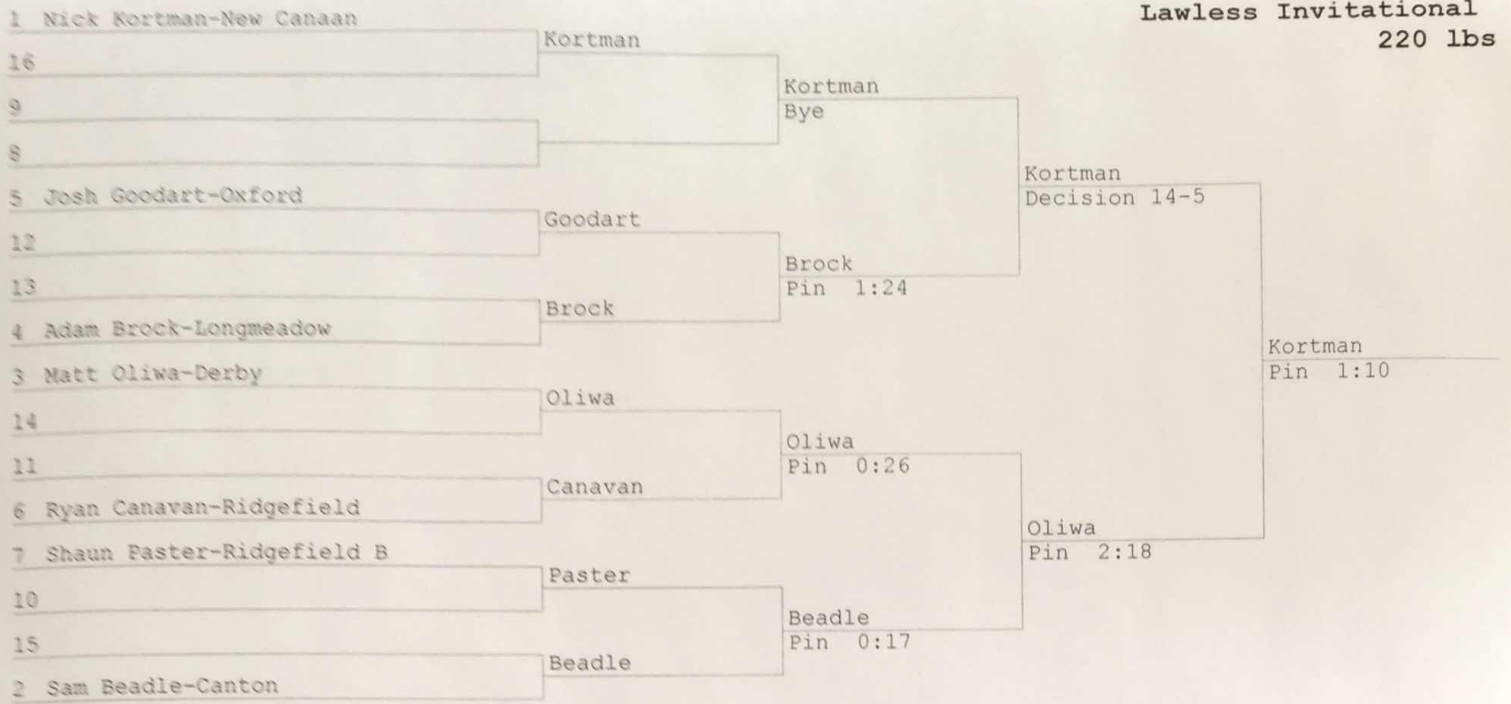 Lawless Invitational
220 lbs
1 Nick Kortman-New Canaan
16
9
8
5 Josh Goodart-Oxford
12
13
4 Adam Brock-Longmeadow
3 Matt Oliwa-Derby
14
11
6 Ryan Canavan-Ridgefield
7 Shaun Paster-Ridgefield B
10
15
2 Sam Beadle-Canton
Kortman
Goodart
Brock
Oliwa
Canavan
Paster
Beadle
Kortman
Bye
Brock
Pin 1:24
Oliwa
Pin 0:26
Beadle
Pin 0:17
Kortman
Decision 14-5
Oliwa
Pin 2:18
Kortman
Pin 1:10